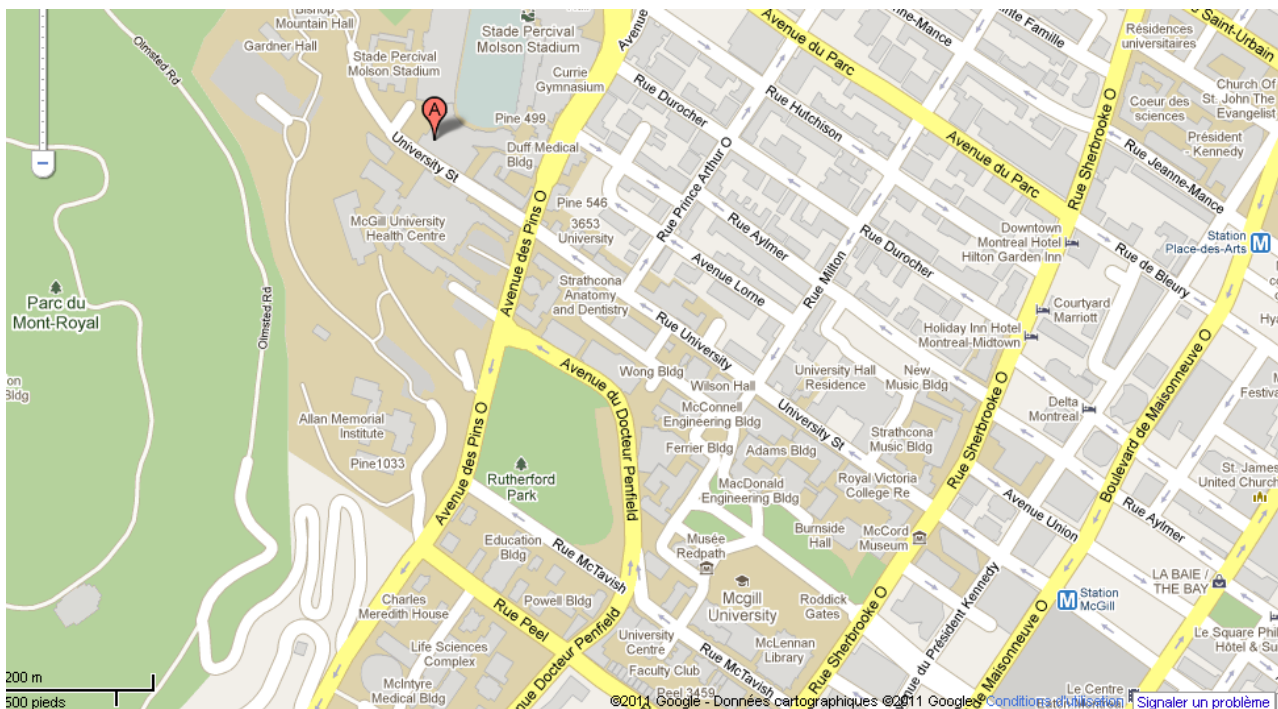 Bishop
Mountain Hall
Gardner Hall
Olmsted Rd
Stade Percival
Molson Stadium
Stade Percival
Molson Stadium
Avenue
Currie
Gymnasium
A
Pine 499
Duff Medical
Bldg
University St
McGill University
Health Centre
Pine 546
3653
University
Avenue des Pins O
Strathcona
Anatomy
and Dentistry
Parc du
Mont-Royal
Olmsted Rd
Bldg
Allan Memorial
Institute
Pine1033
Avenue des Pins O
Rutherford
Park
Avenue du Docteur Penfield
Wong Bldg
Wilson Hall
McConnell
Engineering Bldg
Ferrier Bldg
Adams Bldg
MacDonald
Engineering Bldg
Rue University
University St
Rue Durocher
Rue Hutchison
Avenue du Parc
Jeanne-Mance
Famille
Rue Prince Arthur O
Rue Aylmer
Avenue Lorne
Rue Milton
Rue Durocher
Avenue du Parc
Rue Sherbrooke O
Résidences
universitaires
Saint-Urbain
Church Of
St. John The
Evangelist
Coeur des
sciences
Président
- Kennedy
Rue Jeanne-Mance
Downtown
Montreal Hotel
Hilton Garden Inn
Station
Place-des-Arts
M
Rue de Bleury
Courtyard
Marriott
Holiday Inn Hotel
Montreal-Midtown
University Hall
Residence
New
Music Bldg
Delta
Montreal
Boulevard de Maisonneuve O
Strathcona
Music Bldg
Royal Victoria
College Re
Rue Sherbrooke O
St. James
United Church
Avenue Union
Rue Aylmer
Burnside
Hall
McCord
Museum
Musée
Redpath
Mcgill
University
Roddick
Gates
McLennan
Library
LA BAIE /
THE BAY
M
Station
McGill
Le Square Phil
Hôtel & Sui
Education
Bldg
Rue McTavish
Powell Bldg
Charles
Meredith House
Rue Peel
Life Sciences
Complex
McIntyre
Medical Bldg
University
Centre
Faculty Club
Peel 3459
Rue McTavish
Rue Sherbrooke O
Avenue du Président Kennedy
de Maisonneuve O
Le Centre
Eaton Montreal
200 m
500 pieds
©2011 Google - Données cartographiques ©2011 Google - Conditions d'utilisation
Signaler un problème